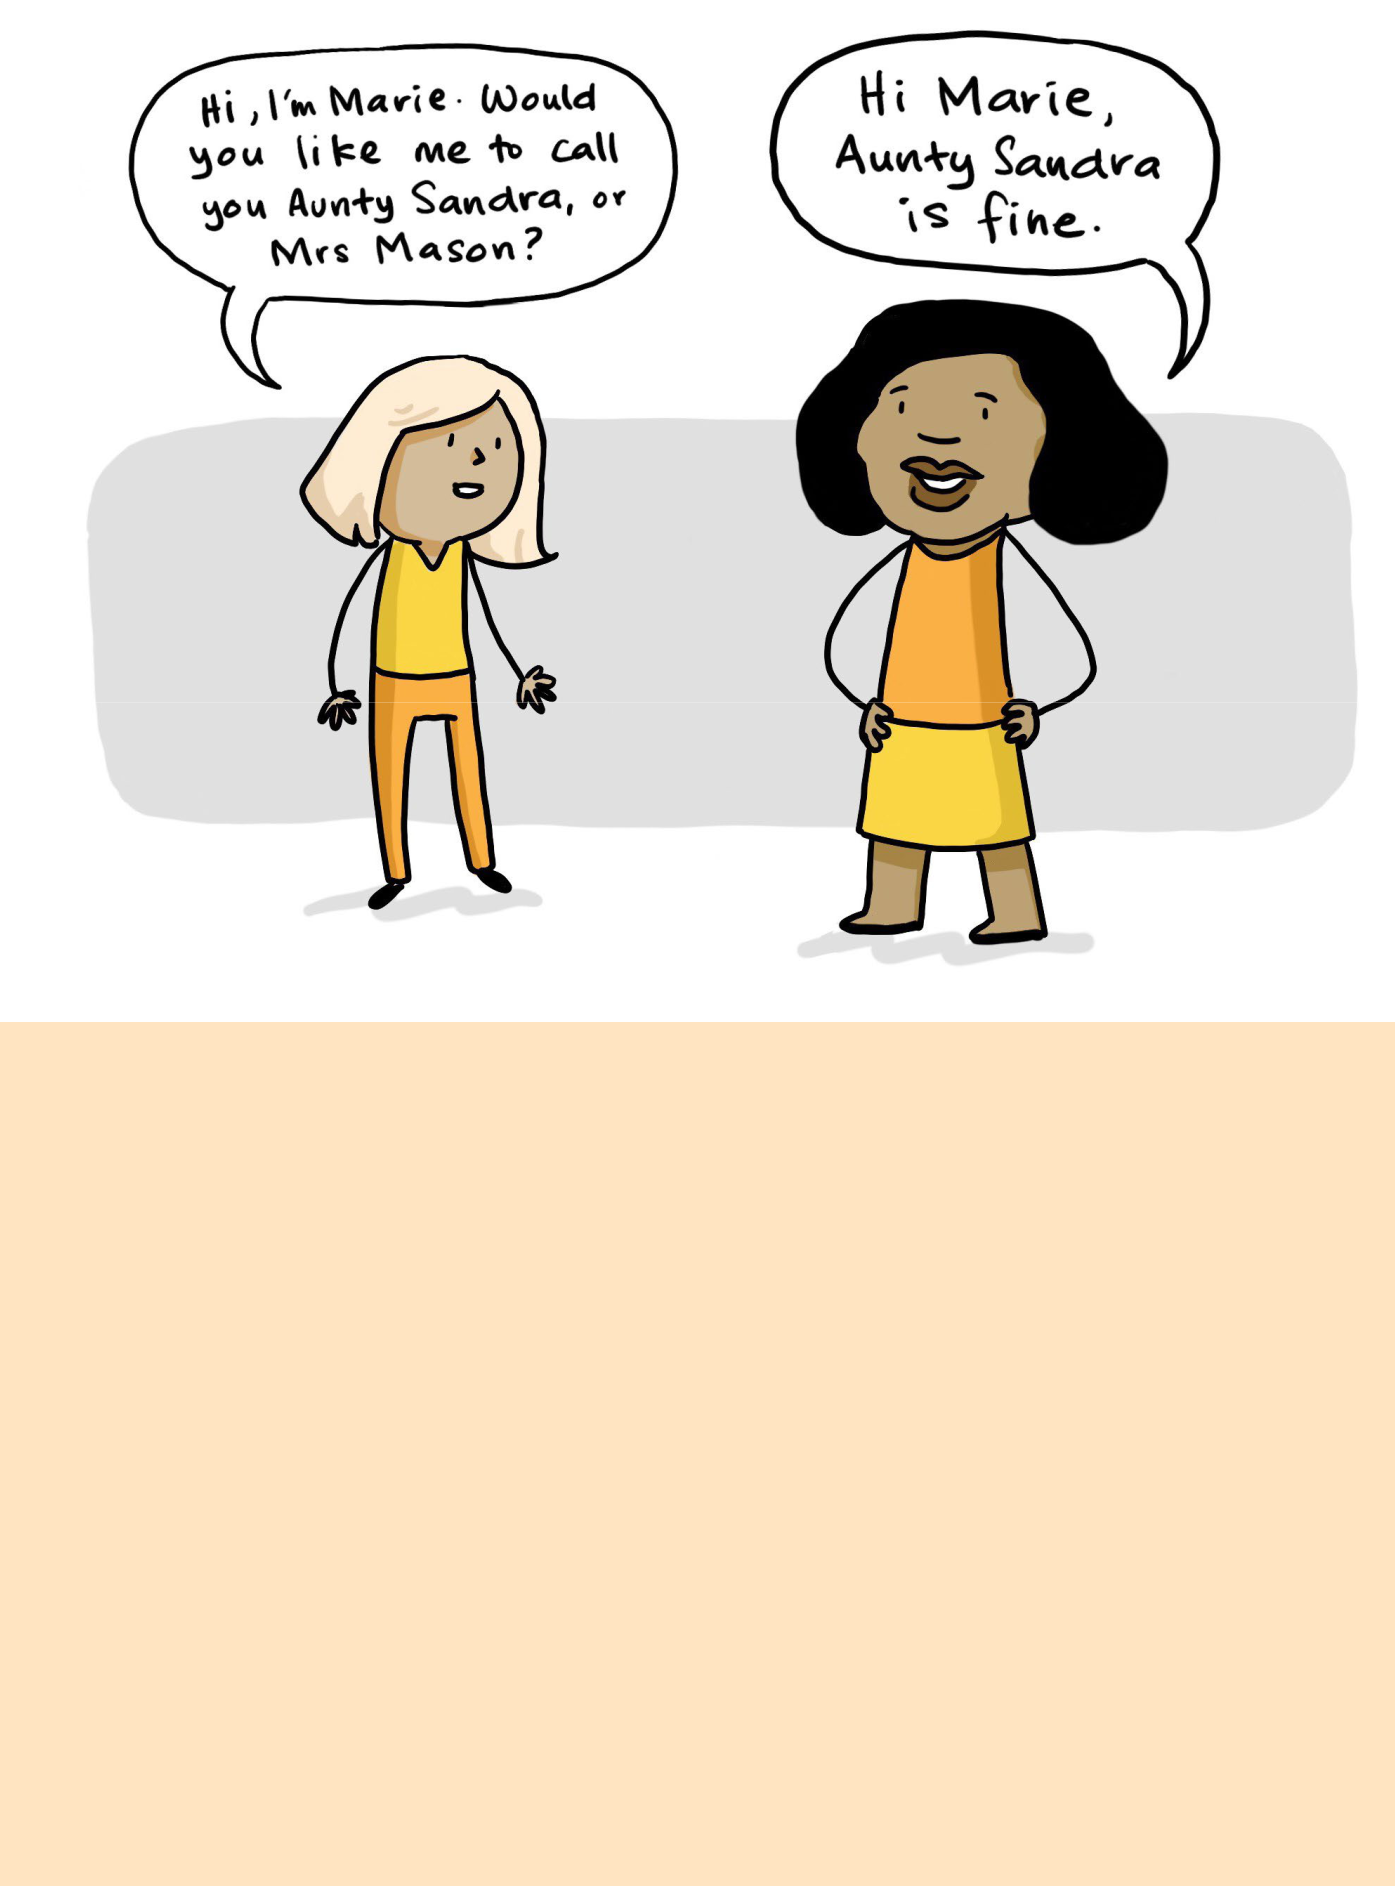 Hi, I'm Marie. Would
you like me to call
you Aunty Sandra, or
Mrs Mason?
Hi Marie,
Aunty Sandra
is fine.